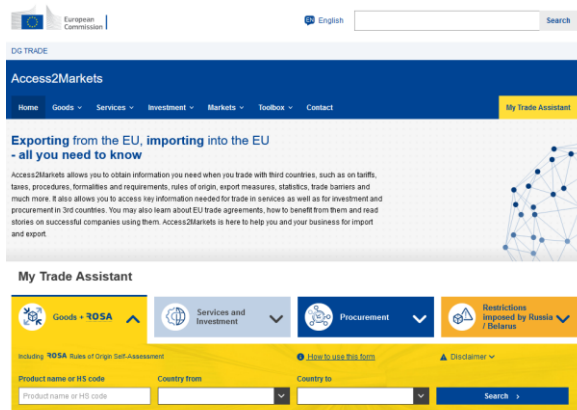 European
Commission
EN English
Search
DG TRADE
Access2Markets
Home Goods Services Investment Markets Toolbox Contact My Trade Assistant
Exporting from the EU, importing into the EU
- all you need to know
Access2Markets allows you to obtain information you need when you trade with third countries, such as on tariffs,
taxes, procedures, formalities and requirements, rules of origin, export measures, statistics, trade barriers and
much more. It also allows you to access key information needed for trade in services as well as for investment and
procurement in 3rd countries. You may also learn about EU trade agreements, how to benefit from them and read
stories on successful companies using them. Access2Markets is here to help you and your business for import
and export.
My Trade Assistant
Goods + ROSA
Services and
Investment
Procurement
Restrictions
imposed by Russia
/ Belarus
Including ROSA Rules of Origin Self-Assessment
How to use this form
Disclaimer
Product name or HS code Country from Country to
Product name or HS code
Search ›